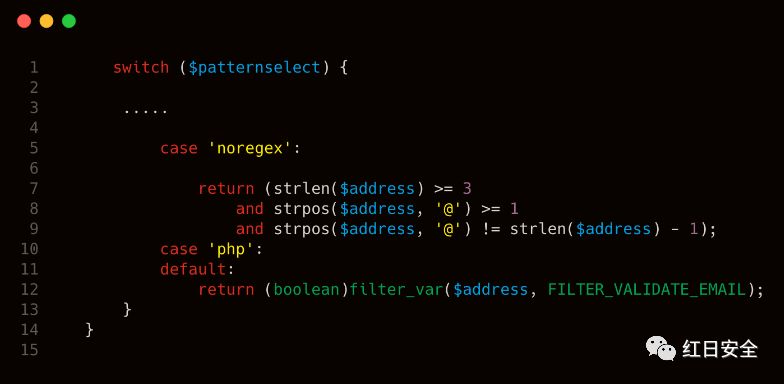 1 switch ($patternselect) {
2
3 .....
4
5 case 'noregex':
6
7 return (strlen($address) >= 3
8 and strpos($address, '@') >= 1
9 and strpos($address, '@') != strlen($address) - 1);
10 case 'php':
11 default:
12 return (boolean)filter_var($address, FILTER_VALIDATE_EMAIL);
13 }
14 }
15
红日安全